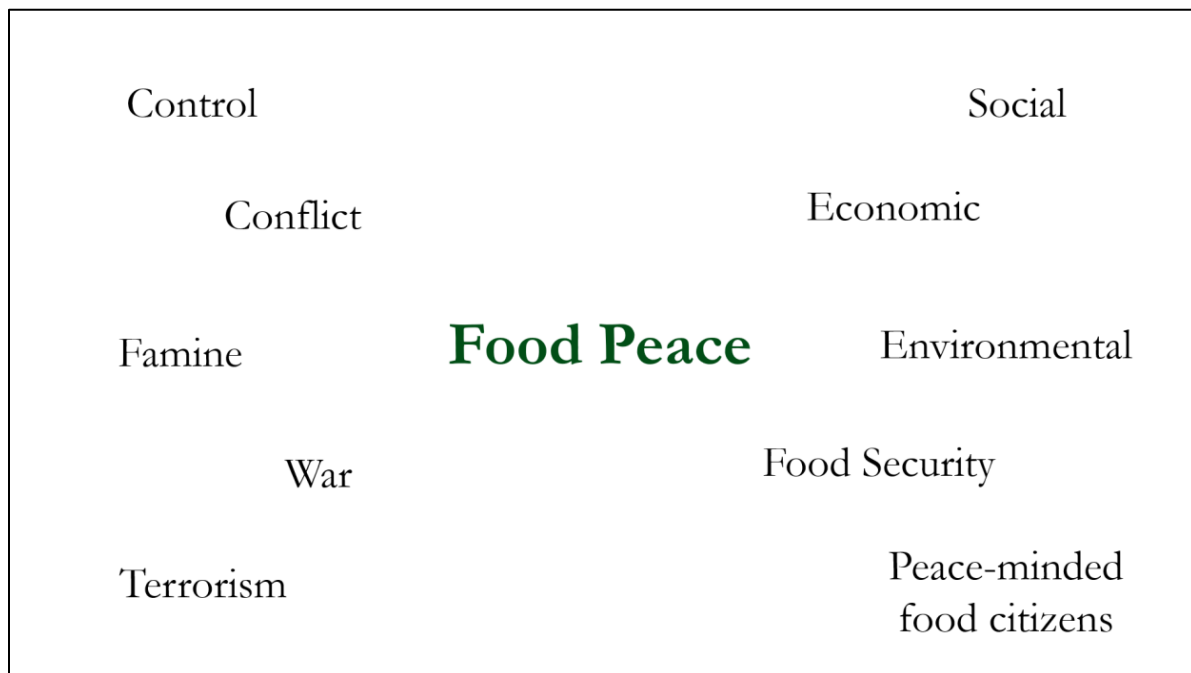 Control
Social
Conflict
Economic
Famine
Food Peace
Environmental
War
Food Security
Terrorism
Peace-minded
food citizens